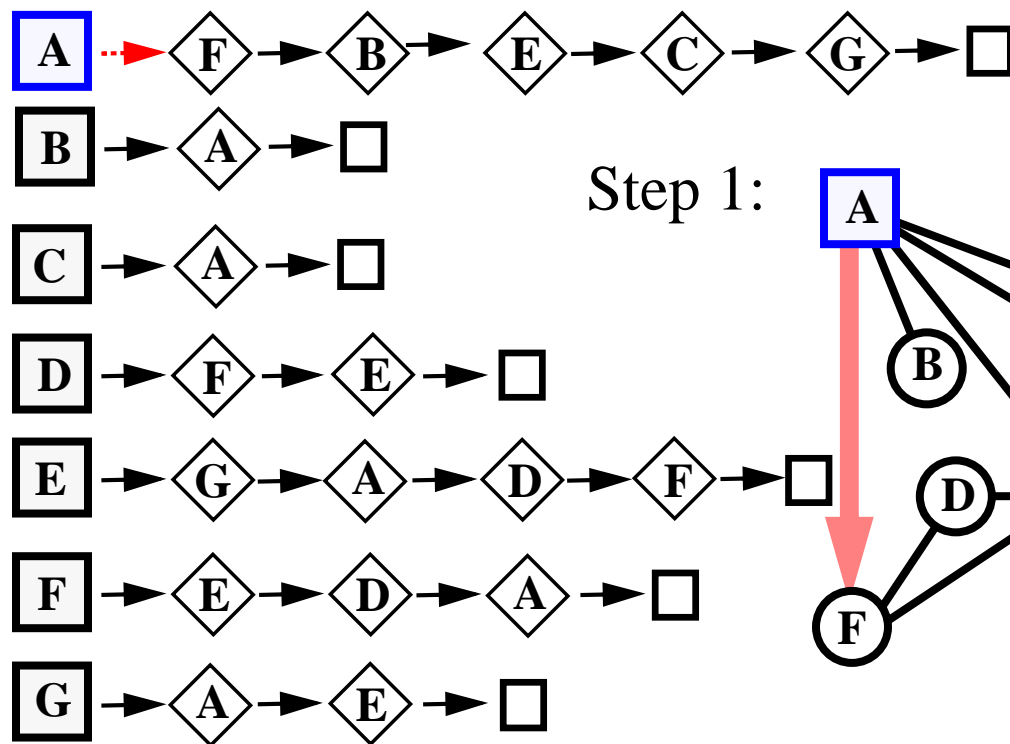 A F B E C G
B A
Step 1:
A
C A
D F E
B
E G A D F
D
F E D A
F
G A E